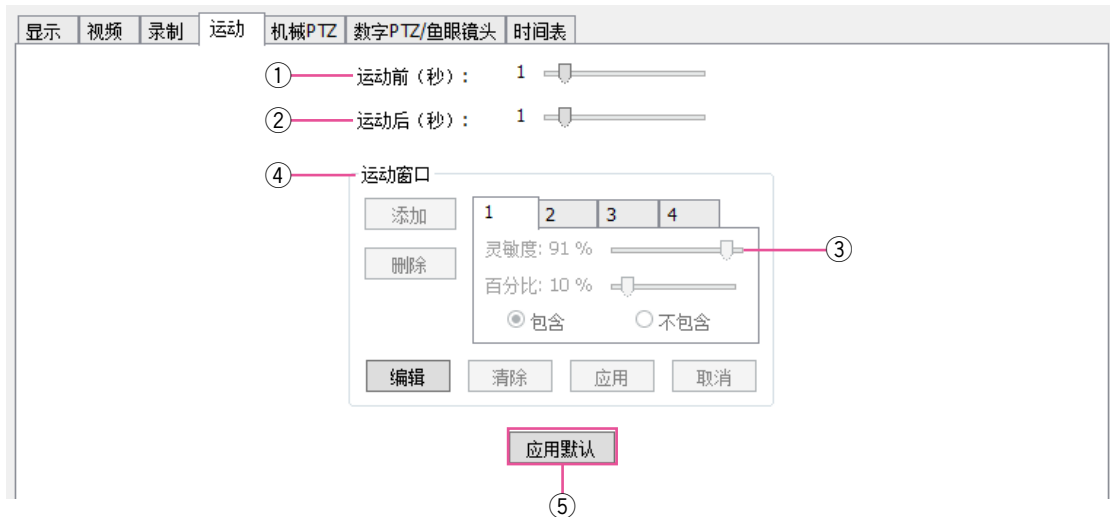 显示 视频 录制 运动 机械PTZ 数字PTZ/鱼眼镜头 时间表
① 运动前（秒）： 1
② 运动后（秒）： 1
④ 运动窗口
添加 1 2 3 4
灵敏度: 91 % ③
删除
百分比: 10 %
包含 不包含
编辑 清除 应用 取消
应用默认
⑤